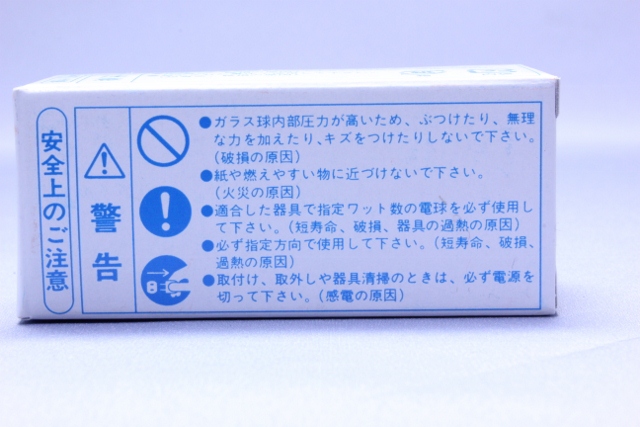 安全上のご注意
警告
●ガラス球内部圧力が高いため、ぶつけたり、無理
な力を加えたり、キズをつけたりしないで下さい。
(破損の原因)
●紙や燃えやすい物に近づけないで下さい。
(火災の原因)
●適合した器具で指定ワット数の電球を必ず使用し
て下さい。(短寿命、破損、器具の過熱の原因)
●必ず指定方向で使用して下さい。(短寿命、破損、
過熱の原因)
●取付け、取外しや器具清掃のときは、必ず電源を
切って下さい。(感電の原因)